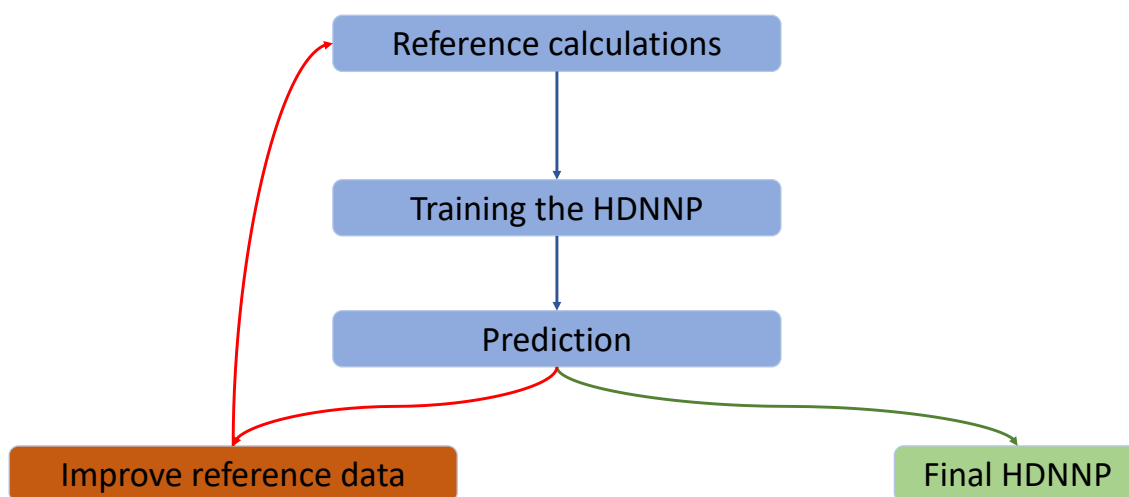 Reference calculations
Training the HDNNP
Prediction
Improve reference data
Final HDNNP